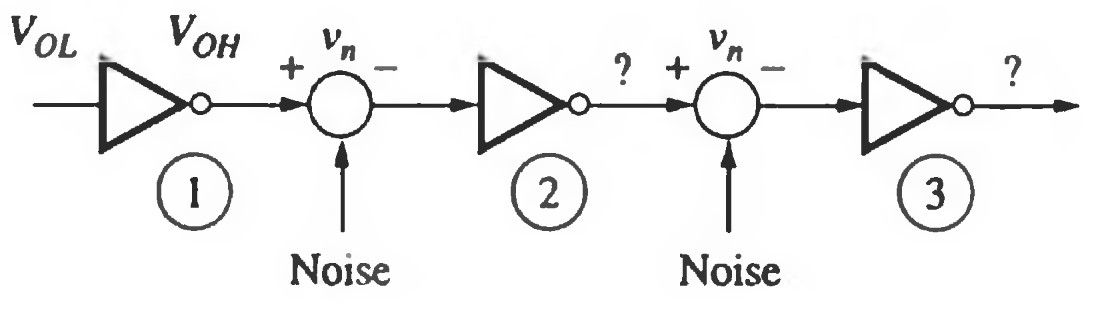 V_OL V_OH v_n v_n
+ − ? + − ?
1 2 3
Noise Noise